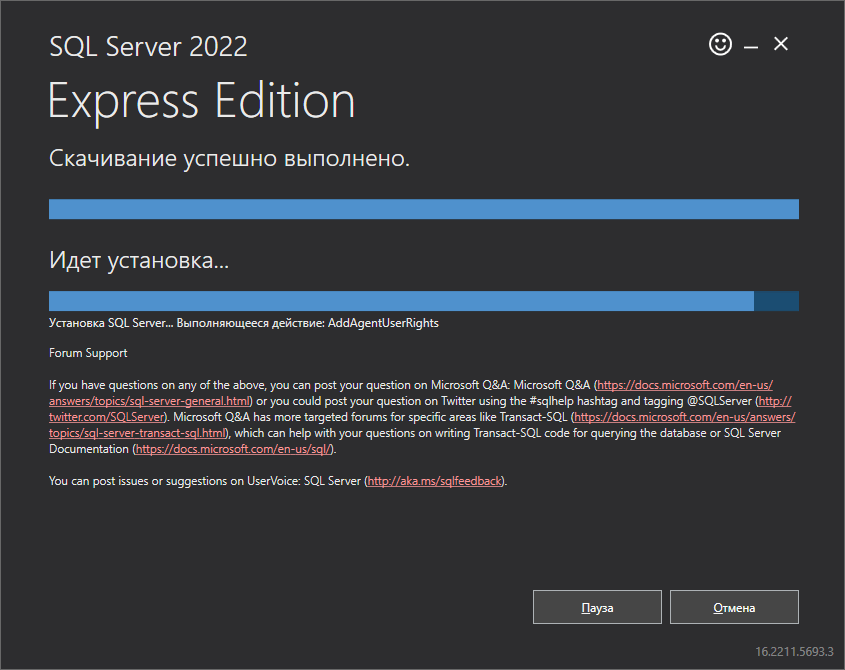 SQL Server 2022
Express Edition
Скачивание успешно выполнено.
Идет установка...
Установка SQL Server... Выполняющееся действие: AddAgentUserRights
Forum Support
If you have questions on any of the above, you can post your question on Microsoft Q&A: Microsoft Q&A (https://docs.microsoft.com/en-us/
answers/topics/sql-server-general.html) or you could post your question on Twitter using the #sqlhelp hashtag and tagging @SQLServer (http://
twitter.com/SQLServer). Microsoft Q&A has more targeted forums for specific areas like Transact-SQL (https://docs.microsoft.com/en-us/answers/
topics/sql-server-transact-sql.html), which can help with your questions on writing Transact-SQL code for querying the database or SQL Server
Documentation (https://docs.microsoft.com/en-us/sql/).
You can post issues or suggestions on UserVoice: SQL Server (http://aka.ms/sqlfeedback).
Пауза
Отмена
16.2211.5693.3